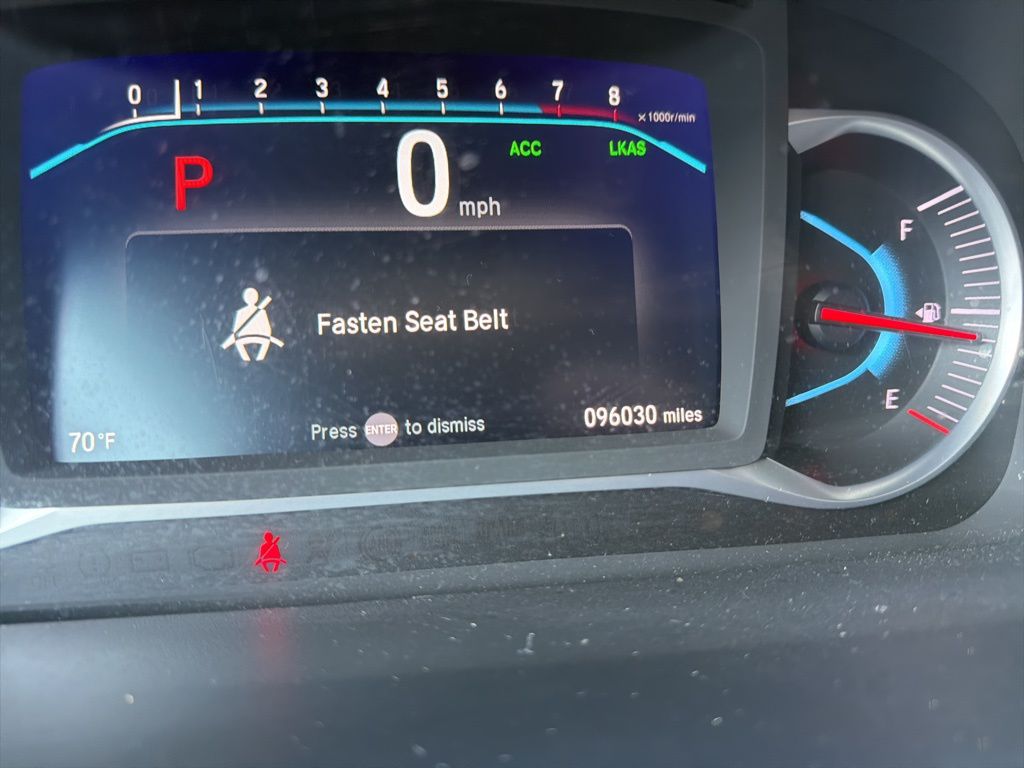 0 1 2 3 4 5 6 7 8 x1000r/min
P 0 mph ACC LKAS
F
Fasten Seat Belt
E
70°F Press ENTER to dismiss 096030 miles